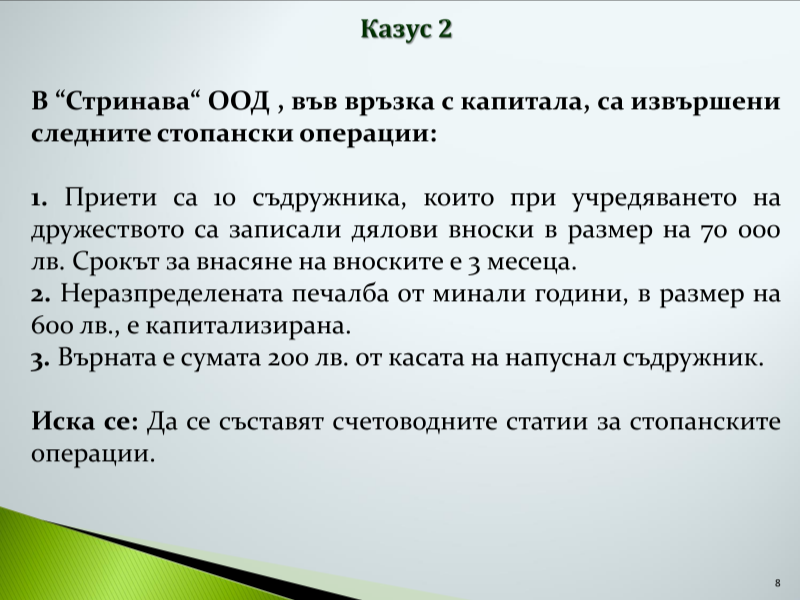 Казус 2
В “Стринава“ ООД , във връзка с капитала, са извършени
следните стопански операции:
1. Приети са 10 съдружника, които при учредяването на
дружеството са записали дялови вноски в размер на 70 000
лв. Срокът за внасяне на вноските е 3 месеца.
2. Неразпределената печалба от минали години, в размер на
600 лв., е капитализирана.
3. Върната е сумата 200 лв. от касата на напуснал съдружник.
Иска се: Да се съставят счетоводните статии за стопанските
операции.
8